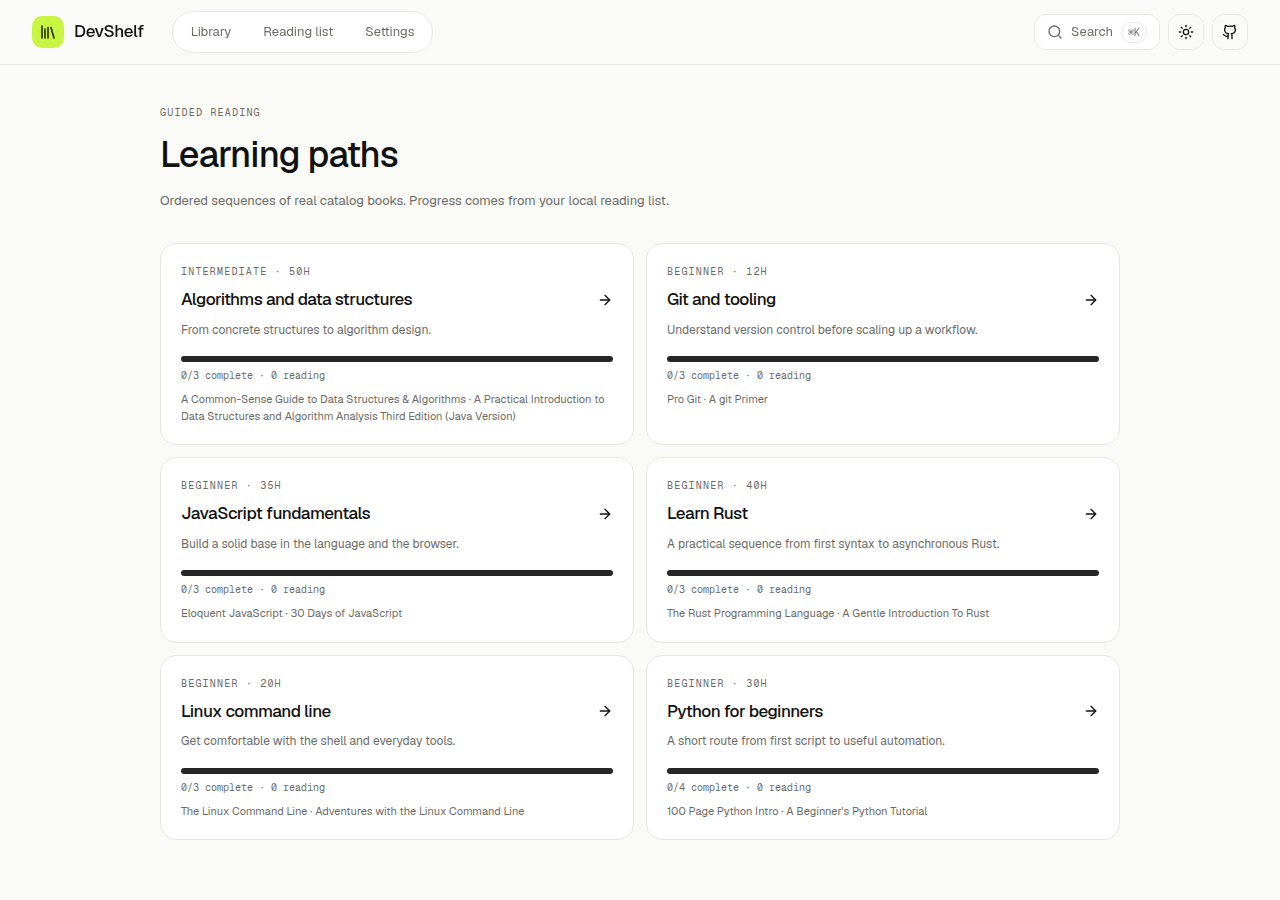 DevShelf
Library
Reading list
Settings
Search
⌘K
GUIDED READING
Learning paths
Ordered sequences of real catalog books. Progress comes from your local reading list.
INTERMEDIATE · 50H
Algorithms and data structures
From concrete structures to algorithm design.
0/3 complete · 0 reading
A Common-Sense Guide to Data Structures & Algorithms · A Practical Introduction to
Data Structures and Algorithm Analysis Third Edition (Java Version)
BEGINNER · 12H
Git and tooling
Understand version control before scaling up a workflow.
0/3 complete · 0 reading
Pro Git · A git Primer
BEGINNER · 35H
JavaScript fundamentals
Build a solid base in the language and the browser.
0/3 complete · 0 reading
Eloquent JavaScript · 30 Days of JavaScript
BEGINNER · 40H
Learn Rust
A practical sequence from first syntax to asynchronous Rust.
0/3 complete · 0 reading
The Rust Programming Language · A Gentle Introduction To Rust
BEGINNER · 20H
Linux command line
Get comfortable with the shell and everyday tools.
0/3 complete · 0 reading
The Linux Command Line · Adventures with the Linux Command Line
BEGINNER · 30H
Python for beginners
A short route from first script to useful automation.
0/4 complete · 0 reading
100 Page Python Intro · A Beginner's Python Tutorial